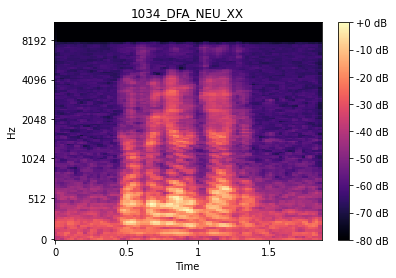 1034_DFA_NEU_XX
Hz
8192
4096
2048
1024
512
0
0
0.5
1
1.5
Time
+0 dB
-10 dB
-20 dB
-30 dB
-40 dB
-50 dB
-60 dB
-70 dB
-80 dB